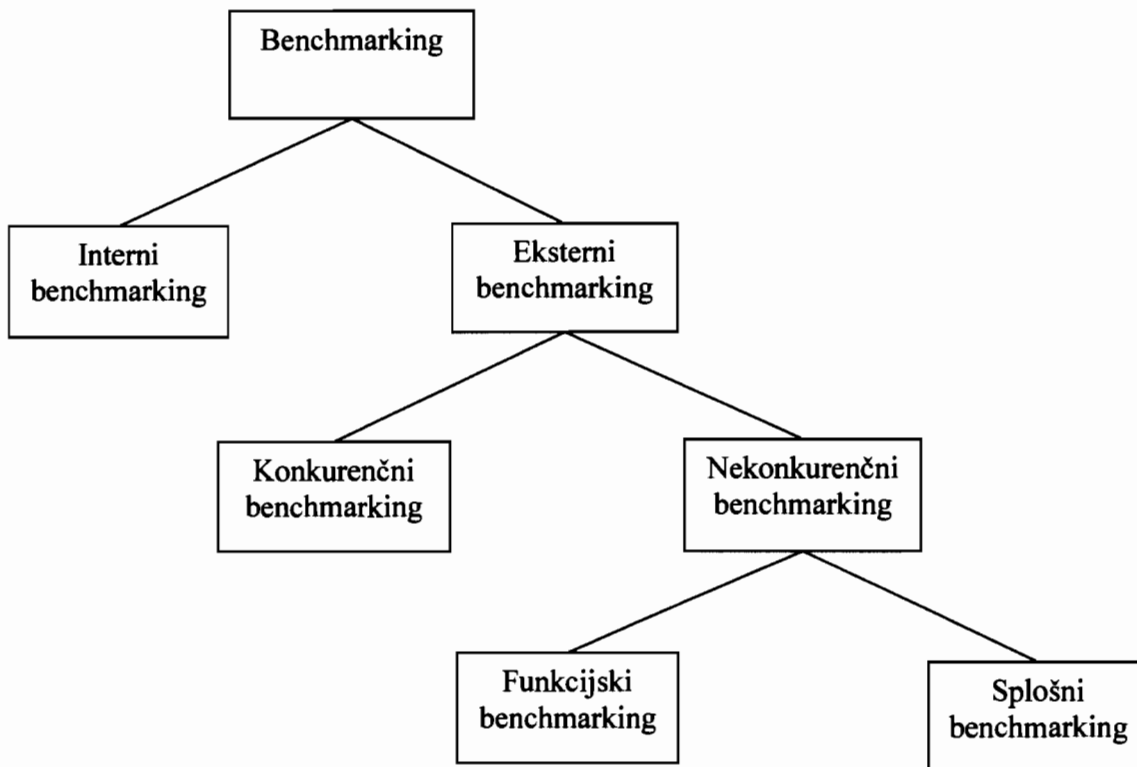 Benchmarking
Interni
benchmarking
Eksterni
benchmarking
Konkurenčni
benchmarking
Nekonkurenčni
benchmarking
Funkcijski
benchmarking
Splošni
benchmarking